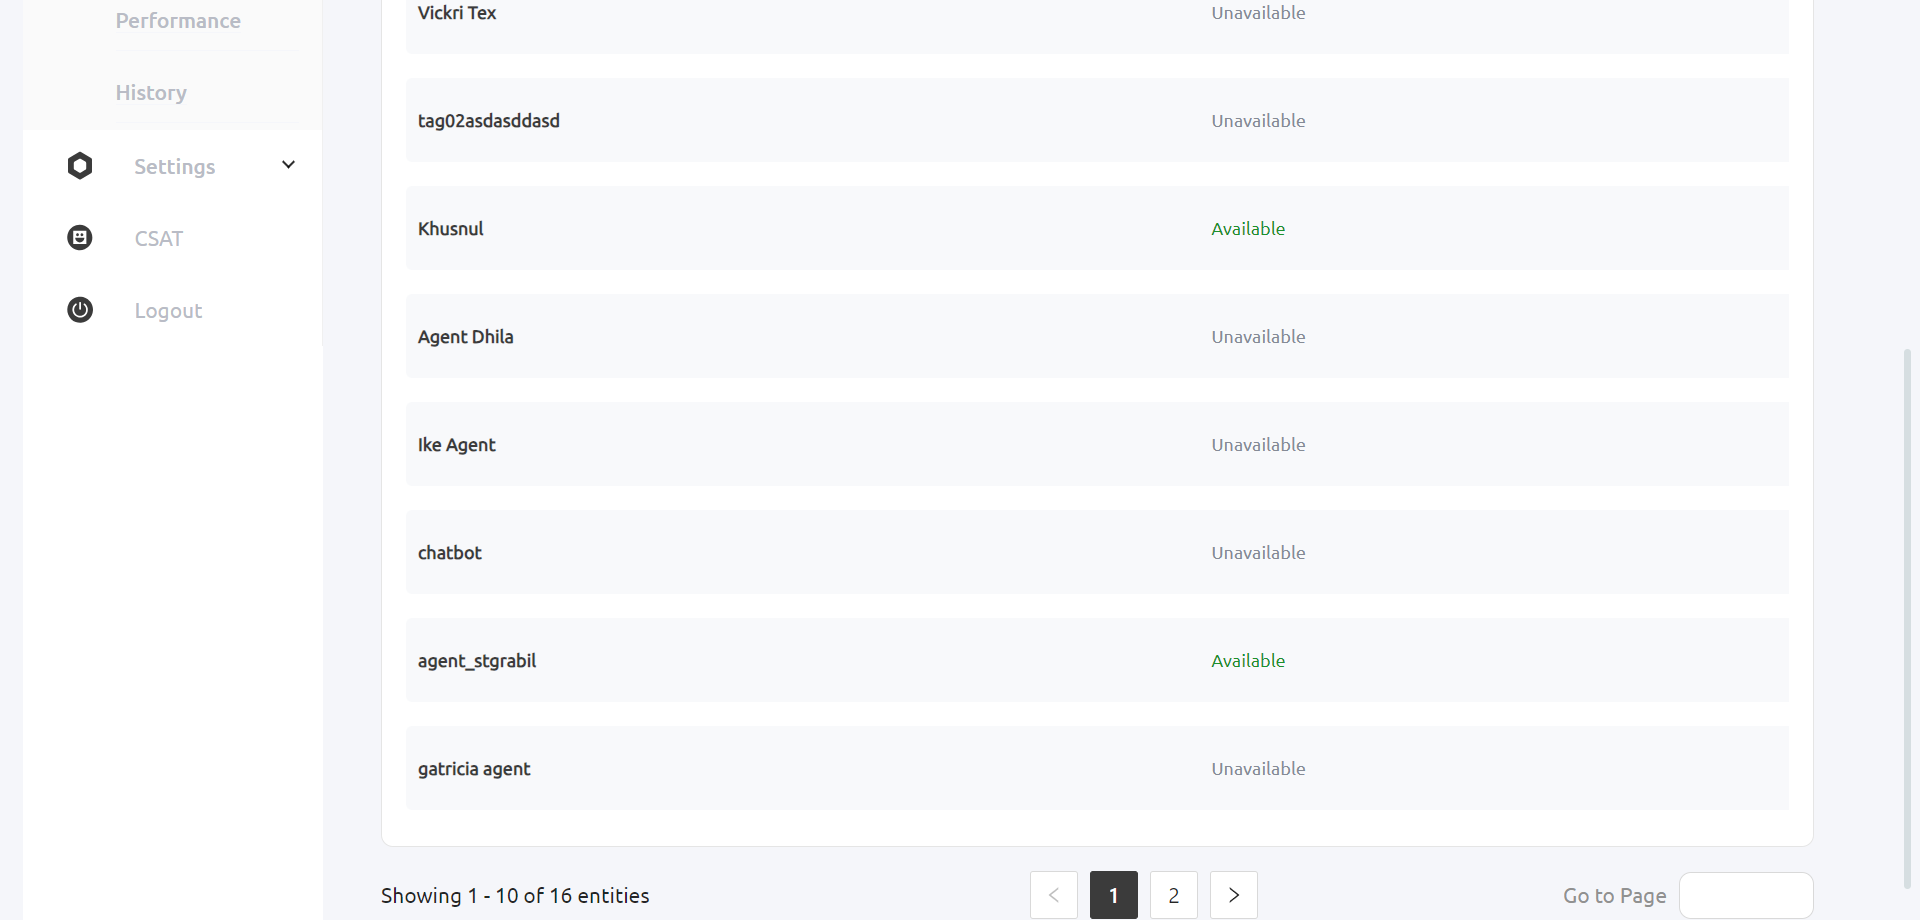 Performance
History
Settings
CSAT
Logout
Vickri Tex Unavailable
tag02asdasddasd Unavailable
Khusnul Available
Agent Dhila Unavailable
Ike Agent Unavailable
chatbot Unavailable
agent_stgrabil Available
gatricia agent Unavailable
Showing 1 - 10 of 16 entities < 1 2 > Go to Page